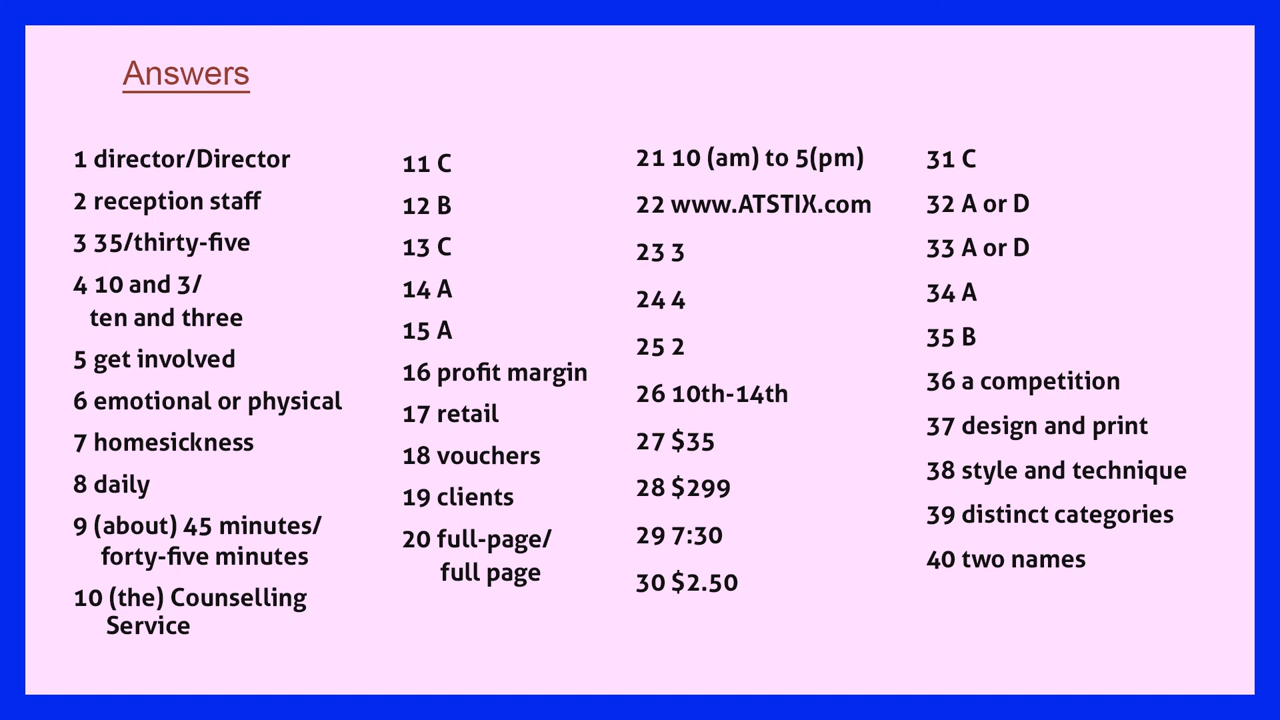 Answers
1 director/Director
2 reception staff
3 35/thirty-five
4 10 and 3/
ten and three
5 get involved
6 emotional or physical
7 homesickness
8 daily
9 (about) 45 minutes/
forty-five minutes
10 (the) Counselling
Service
11 C
12 B
13 C
14 A
15 A
16 profit margin
17 retail
18 vouchers
19 clients
20 full-page/
full page
21 10 (am) to 5(pm)
22 www.ATSTIX.com
23 3
24 4
25 2
26 10th-14th
27 $35
28 $299
29 7:30
30 $2.50
31 C
32 A or D
33 A or D
34 A
35 B
36 a competition
37 design and print
38 style and technique
39 distinct categories
40 two names